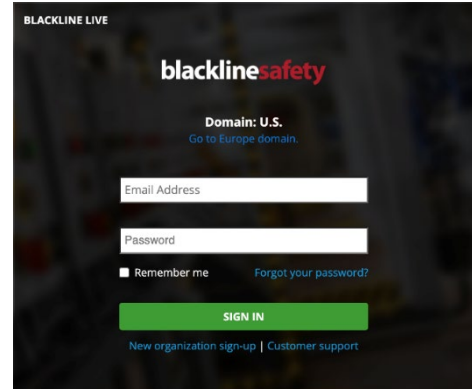 BLACKLINE LIVE
blacklinesafety
Domain: U.S.
Go to Europe domain.
Email Address
Password
Remember me Forgot your password?
SIGN IN
New organization sign-up | Customer support